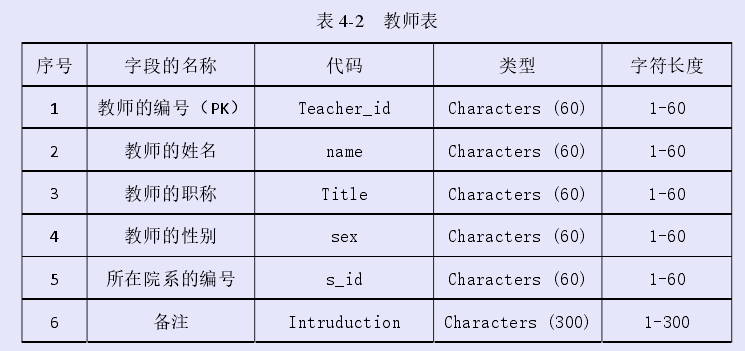 表 4-2 教师表
序号 字段的名称 代码 类型 字符长度
1 教师的编号（PK） Teacher_id Characters (60) 1-60
2 教师的姓名 name Characters (60) 1-60
3 教师的职称 Title Characters (60) 1-60
4 教师的性别 sex Characters (60) 1-60
5 所在院系的编号 s_id Characters (60) 1-60
6 备注 Intruduction Characters (300) 1-300